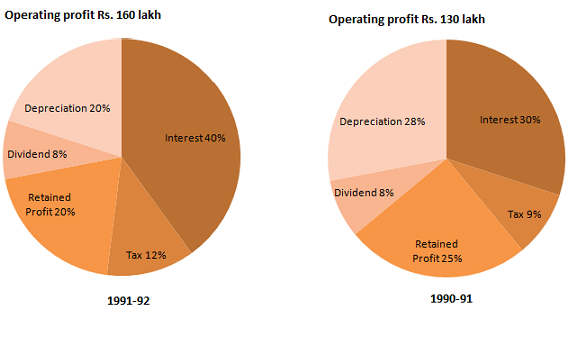 Operating profit Rs. 160 lakh
Depreciation 20%
Interest 40%
Dividend 8%
Retained
Profit 20%
Tax 12%
1991-92
Operating profit Rs. 130 lakh
Depreciation 28%
Interest 30%
Dividend 8%
Tax 9%
Retained
Profit 25%
1990-91